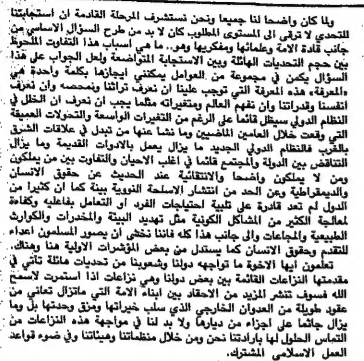 ولما كان واضحا لنا جميعا ونحن نستشرف المرحلة القادمة ان استجابتنا
للتحدي لا ترقى الى المستوى المطلوب كان لا بد من طرح السؤال الاساسي من
جانب قادة الامة وعلمائها ومفكريها وهو.. ما هي اسباب هذا التفاوت الملحوظ
بين حجم التحديات الهائلة وبين الاستجابة المتواضعة ولعل الجواب على هذا
السؤال يكمن في مجموعة من العوامل يمكنني ايجازها بكلمة واحدة هي
«المعرفة» هذه المعرفة التي توجب علينا ان نعرف تراثنا ونمحصه وان نعرف
انفسنا وقدراتنا وان نفهم العالم ومتغيراته مثلما يجب ان نعرف ان الخلل في
النظام الدولي سيظل قائما على الرغم من التغيرات الواسعة والتحولات العميقة
التي وقعت خلال العامين الماضيين وما نشأ عنها من تبدل في علاقات الشرق
بالغرب فالنظام الدولي الجديد ما يزال يعمل بالادوات القديمة وما يزال
التناقض بين الدولة والمجتمع قائما في اغلب الاحيان والتفاوت بين من يملكون
ومن لا يملكون واضحا والانتقائية عند الحديث عن حقوق الانسان
والديمقراطية وعن الحد من انتشار الاسلحة النووية بينة كما ان كثيرا من
الدول لم تعد قادرة على تلبية احتياجات الفرد او التعامل بفاعلية وكفاءة
لمعالجة الكثير من المشاكل الكونية مثل تهديد البيئة والمخدرات والكوارث
الطبيعية والمجاعات والى جانب هذا كله فاننا نخشى ان يصور المسلمون اعداء
للتقدم وحقوق الانسان كما يستدل من بعض المؤشرات الاولية هنا وهناك.
تعلمون ايها الاخوة ما تواجهه دولنا وشعوبنا من تحديات هائلة تأتي في
مقدمتها النزاعات القائمة بين بعض دولنا وهي نزاعات اذا استمرت لاسمح
الله فسوف تنشر المزيد من الاحقاد بين ابناء الامة التي ماتزال تعاني من
عقود طويلة من العدوان الخارجي الذي سلب خيراتها ومزق وحدتها بل وما
يزال جاثما على اجزاء من ديارها ولا بد لنا في مواجهة هذه النزاعات من
التماس الحلول لها بارادتنا نحن ومن خلال منظماتنا وهيئاتنا وفي ضوء قواعد
العمل الاسلامي المشترك.